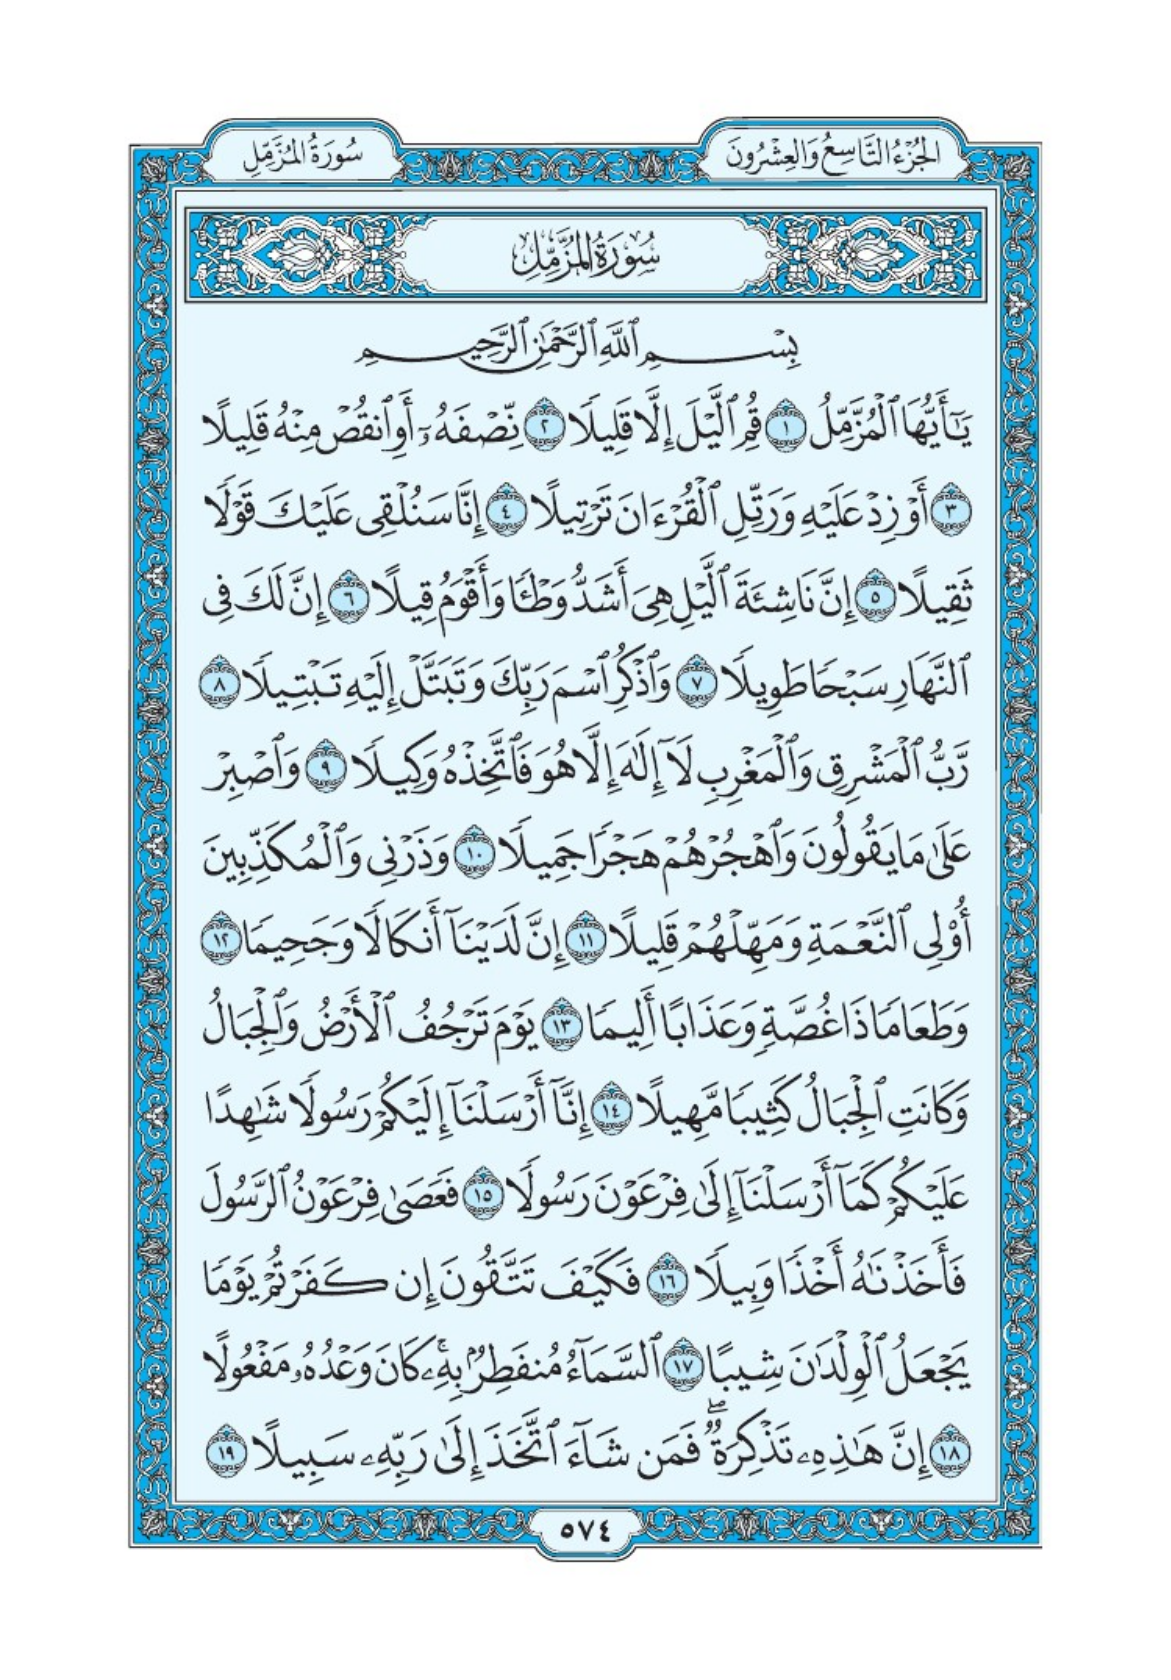 الجُزْءُ التَّاسِعُ وَالعِشْرُونَ
سُورَةُ المُزَّمِّل
سُورَةُ المُزَّمِّلِ
بِسْمِ ٱللَّهِ ٱلرَّحْمَٰنِ ٱلرَّحِيمِ
يَٰٓأَيُّهَا ٱلْمُزَّمِّلُ ١ قُمِ ٱلَّيْلَ إِلَّا قَلِيلًا ٢ نِّصْفَهُۥٓ أَوِ ٱنقُصْ مِنْهُ قَلِيلًا
٣ أَوْ زِدْ عَلَيْهِ وَرَتِّلِ ٱلْقُرْءَانَ تَرْتِيلًا ٤ إِنَّا سَنُلْقِى عَلَيْكَ قَوْلًا
ثَقِيلًا ٥ إِنَّ نَاشِئَةَ ٱلَّيْلِ هِىَ أَشَدُّ وَطْـًٔا وَأَقْوَمُ قِيلًا ٦ إِنَّ لَكَ فِى
ٱلنَّهَارِ سَبْحًا طَوِيلًا ٧ وَٱذْكُرِ ٱسْمَ رَبِّكَ وَتَبَتَّلْ إِلَيْهِ تَبْتِيلًا ٨
رَّبُّ ٱلْمَشْرِقِ وَٱلْمَغْرِبِ لَآ إِلَٰهَ إِلَّا هُوَ فَٱتَّخِذْهُ وَكِيلًا ٩ وَٱصْبِرْ
عَلَىٰ مَا يَقُولُونَ وَٱهْجُرْهُمْ هَجْرًا جَمِيلًا ١٠ وَذَرْنِى وَٱلْمُكَذِّبِينَ
أُو۟لِى ٱلنَّعْمَةِ وَمَهِّلْهُمْ قَلِيلًا ١١ إِنَّ لَدَيْنَآ أَنكَالًا وَجَحِيمًا ١٢
وَطَعَامًا ذَا غُصَّةٍ وَعَذَابًا أَلِيمًا ١٣ يَوْمَ تَرْجُفُ ٱلْأَرْضُ وَٱلْجِبَالُ
وَكَانَتِ ٱلْجِبَالُ كَثِيبًا مَّهِيلًا ١٤ إِنَّآ أَرْسَلْنَآ إِلَيْكُمْ رَسُولًا شَٰهِدًا
عَلَيْكُمْ كَمَآ أَرْسَلْنَآ إِلَىٰ فِرْعَوْنَ رَسُولًا ١٥ فَعَصَىٰ فِرْعَوْنُ ٱلرَّسُولَ
فَأَخَذْنَٰهُ أَخْذًا وَبِيلًا ١٦ فَكَيْفَ تَتَّقُونَ إِن كَفَرْتُمْ يَوْمًا
يَجْعَلُ ٱلْوِلْدَٰنَ شِيبًا ١٧ ٱلسَّمَآءُ مُنفَطِرٌۢ بِهِۦ ۚ كَانَ وَعْدُهُۥ مَفْعُولًا
١٨ إِنَّ هَٰذِهِۦ تَذْكِرَةٌ ۖ فَمَن شَآءَ ٱتَّخَذَ إِلَىٰ رَبِّهِۦ سَبِيلًا ١٩
٥٧٤